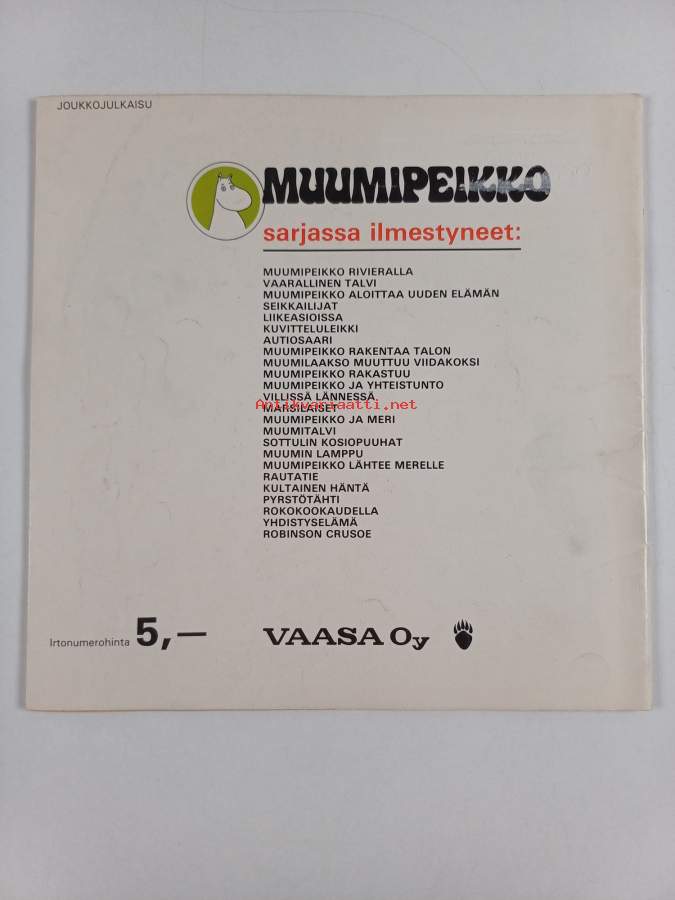 JOUKKOJULKAISU
MUUMIPEIKKO
sarjassa ilmestyneet:
MUUMIPEIKKO RIVIERALLA
VAARALLINEN TALVI
MUUMIPEIKKO ALOITTAA UUDEN ELÄMÄN
SEIKKAILIJAT
LIIKEASIOISSA
KUVITTELULEIKKI
AUTIOSAARI
MUUMIPEIKKO RAKENTAA TALON
MUUMILAAKSO MUUTTUU VIIDAKOKSI
MUUMIPEIKKO RAKASTUU
MUUMIPEIKKO JA YHTEISTUNTO
VILLISSÄ LÄNNESSÄ
Antikvariaatti.net
MARSILAISET
MUUMIPEIKKO JA MERI
MUUMITALVI
SOTTULIN KOSIOPUUHAT
MUUMIN LAMPPU
MUUMIPEIKKO LÄHTEE MERELLE
RAUTATIE
KULTAINEN HÄNTÄ
PYRSTÖTÄHTI
ROKOKOOKAUDELLA
YHDISTYSELÄMÄ
ROBINSON CRUSOE
Irtonumerohinta 5,— VAASA Oy